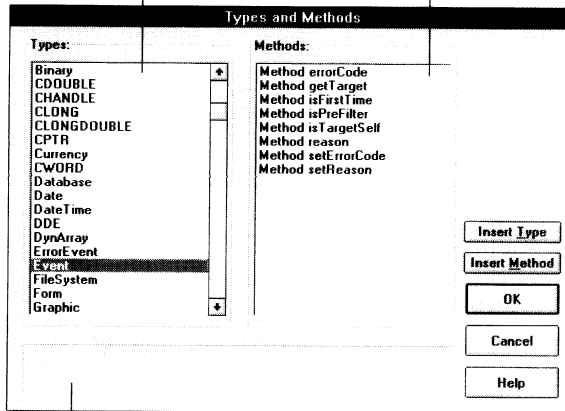 Types and Methods
Types:
Binary
CDOUBLE
CHANDLE
CLONG
CLONGDOUBLE
CPTR
Currency
CWORD
Database
Date
DateTime
DDE
DynArray
ErrorEvent
Event
FileSystem
Form
Graphic
Methods:
Method errorCode
Method getTarget
Method isFirstTime
Method isPreFilter
Method isTargetSelf
Method reason
Method setErrorCode
Method setReason
Insert Type
Insert Method
OK
Cancel
Help